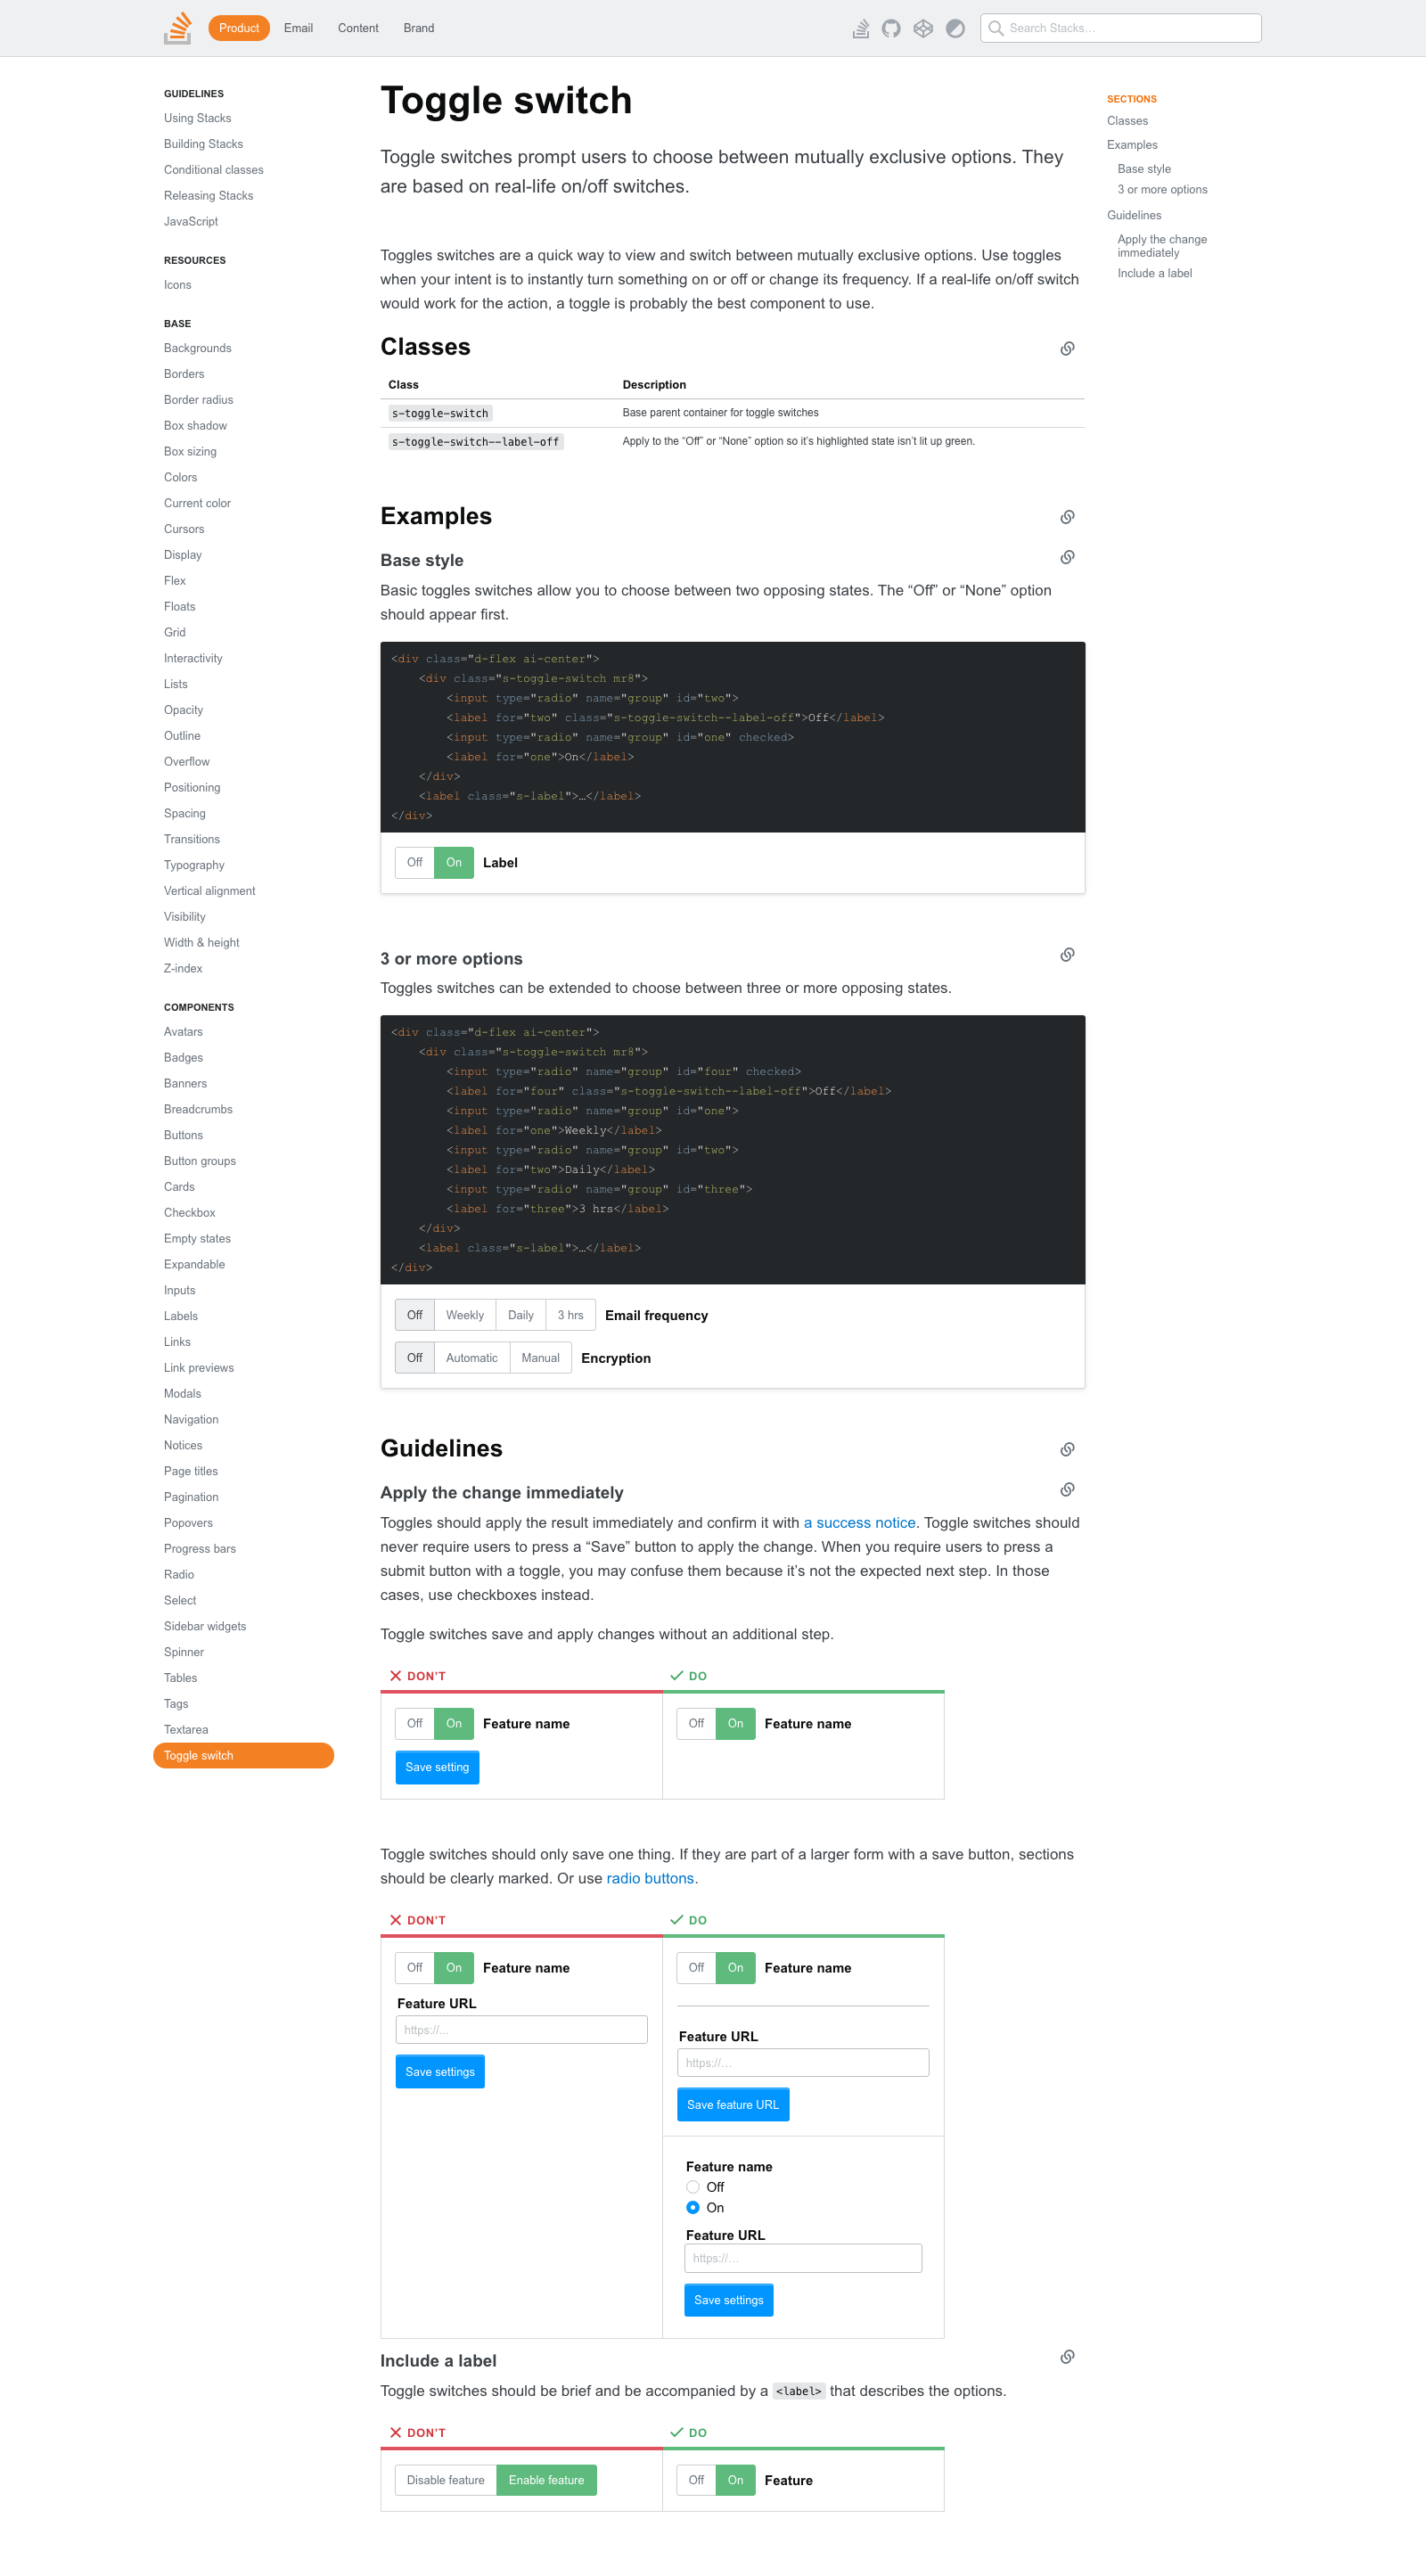 Product
Email
Content
Brand
Search Stacks…
GUIDELINES
Using Stacks
Building Stacks
Conditional classes
Releasing Stacks
JavaScript
RESOURCES
Icons
BASE
Backgrounds
Borders
Border radius
Box shadow
Box sizing
Colors
Current color
Cursors
Display
Flex
Floats
Grid
Interactivity
Lists
Opacity
Outline
Overflow
Positioning
Spacing
Transitions
Typography
Vertical alignment
Visibility
Width & height
Z-index
COMPONENTS
Avatars
Badges
Banners
Breadcrumbs
Buttons
Button groups
Cards
Checkbox
Empty states
Expandable
Inputs
Labels
Links
Link previews
Modals
Navigation
Notices
Page titles
Pagination
Popovers
Progress bars
Radio
Select
Sidebar widgets
Spinner
Tables
Tags
Textarea
Toggle switch
Toggle switch
Toggle switches prompt users to choose between mutually exclusive options. They
are based on real-life on/off switches.
Toggles switches are a quick way to view and switch between mutually exclusive options. Use toggles
when your intent is to instantly turn something on or off or change its frequency. If a real-life on/off switch
would work for the action, a toggle is probably the best component to use.
Classes
Class Description
s-toggle-switch Base parent container for toggle switches
s-toggle-switch--label-off Apply to the “Off” or “None” option so it’s highlighted state isn’t lit up green.
Examples
Base style
Basic toggles switches allow you to choose between two opposing states. The “Off” or “None” option
should appear first.
<div class="d-flex ai-center">
<div class="s-toggle-switch mr8">
<input type="radio" name="group" id="two">
<label for="two" class="s-toggle-switch--label-off">Off</label>
<input type="radio" name="group" id="one" checked>
<label for="one">On</label>
</div>
<label class="s-label">…</label>
</div>
Off On Label
3 or more options
Toggles switches can be extended to choose between three or more opposing states.
<div class="d-flex ai-center">
<div class="s-toggle-switch mr8">
<input type="radio" name="group" id="four" checked>
<label for="four" class="s-toggle-switch--label-off">Off</label>
<input type="radio" name="group" id="one">
<label for="one">Weekly</label>
<input type="radio" name="group" id="two">
<label for="two">Daily</label>
<input type="radio" name="group" id="three">
<label for="three">3 hrs</label>
</div>
<label class="s-label">…</label>
</div>
Off Weekly Daily 3 hrs Email frequency
Off Automatic Manual Encryption
Guidelines
Apply the change immediately
Toggles should apply the result immediately and confirm it with a success notice. Toggle switches should
never require users to press a “Save” button to apply the change. When you require users to press a
submit button with a toggle, you may confuse them because it’s not the expected next step. In those
cases, use checkboxes instead.
Toggle switches save and apply changes without an additional step.
DON'T
Off On Feature name
Save setting
DO
Off On Feature name
Toggle switches should only save one thing. If they are part of a larger form with a save button, sections
should be clearly marked. Or use radio buttons.
DON'T
Off On Feature name
Feature URL
https://...
Save settings
DO
Off On Feature name
Feature URL
https://…
Save feature URL
Feature name
Off
On
Feature URL
https://…
Save settings
Include a label
Toggle switches should be brief and be accompanied by a <label> that describes the options.
DON'T
Disable feature Enable feature
DO
Off On Feature
SECTIONS
Classes
Examples
Base style
3 or more options
Guidelines
Apply the change
immediately
Include a label